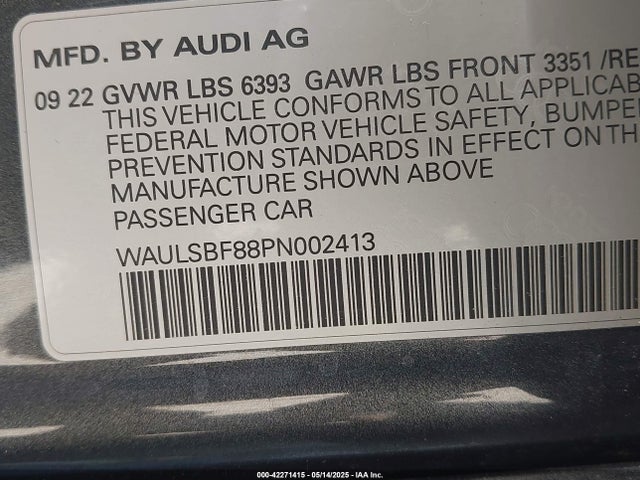 MFD. BY AUDI AG
09 22 GVWR LBS 6393 GAWR LBS FRONT 3351 /RE
THIS VEHICLE CONFORMS TO ALL APPLICAB
FEDERAL MOTOR VEHICLE SAFETY, BUMPE
PREVENTION STANDARDS IN EFFECT ON TH
MANUFACTURE SHOWN ABOVE
PASSENGER CAR
WAULSBF88PN002413
000-42271415 - 05/14/2025 - IAA Inc.